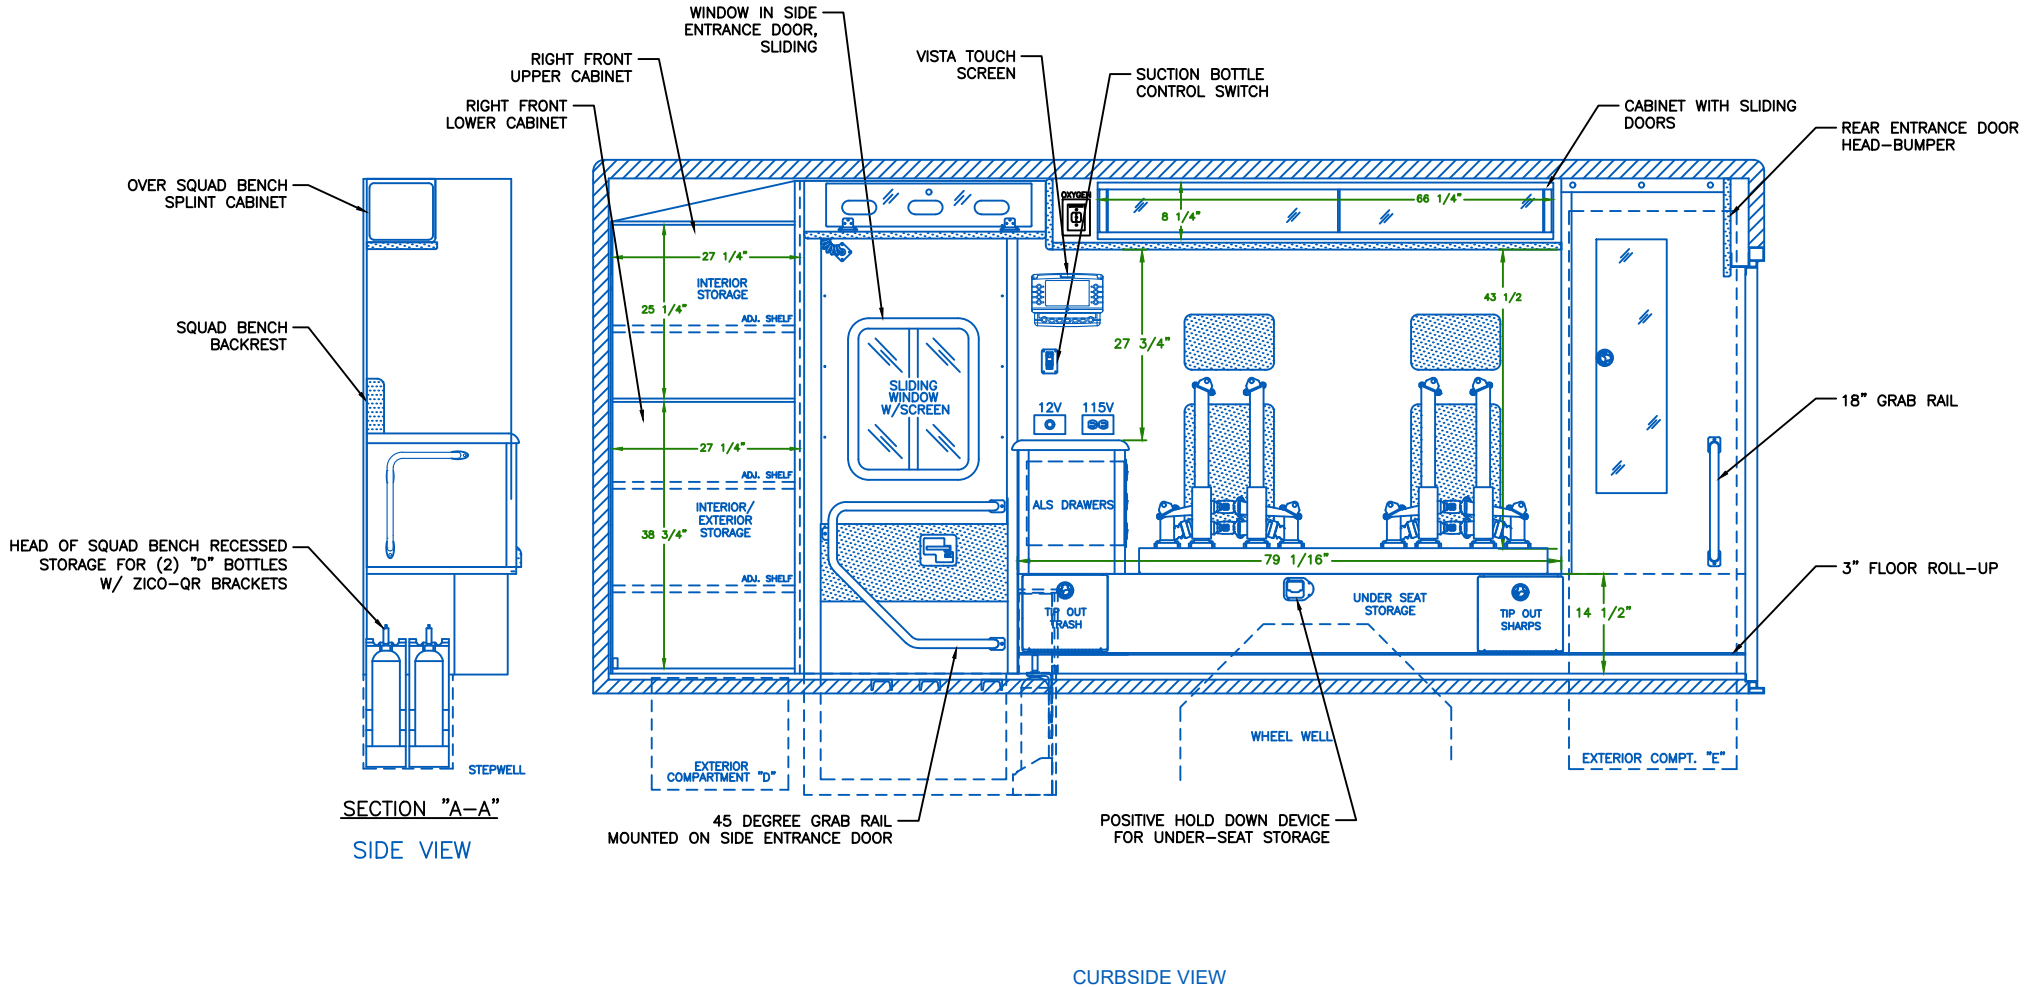 WINDOW IN SIDE
ENTRANCE DOOR,
SLIDING
RIGHT FRONT
UPPER CABINET
VISTA TOUCH
SCREEN
SUCTION BOTTLE
CONTROL SWITCH
RIGHT FRONT
LOWER CABINET
CABINET WITH SLIDING
DOORS
REAR ENTRANCE DOOR
HEAD-BUMPER
OVER SQUAD BENCH
SPLINT CABINET
OXYGEN
66 1/4"
8 1/4"
27 1/4"
INTERIOR
STORAGE
25 1/4"
ADJ. SHELF
43 1/2
SQUAD BENCH
BACKREST
27 3/4"
SLIDING
WINDOW
W/SCREEN
12V
115V
18" GRAB RAIL
27 1/4"
ADJ. SHELF
INTERIOR/
EXTERIOR
STORAGE
38 3/4"
ALS DRAWERS
HEAD OF SQUAD BENCH RECESSED
STORAGE FOR (2) "D" BOTTLES
W/ ZICO-QR BRACKETS
79 1/16"
3" FLOOR ROLL-UP
ADJ. SHELF
TIP OUT
TRASH
UNDER SEAT
STORAGE
TIP OUT
SHARPS
14 1/2"
WHEEL WELL
STEPWELL
EXTERIOR
COMPARTMENT "D"
EXTERIOR COMPT. "E"
SECTION "A-A"
SIDE VIEW
45 DEGREE GRAB RAIL
MOUNTED ON SIDE ENTRANCE DOOR
POSITIVE HOLD DOWN DEVICE
FOR UNDER-SEAT STORAGE
CURBSIDE VIEW